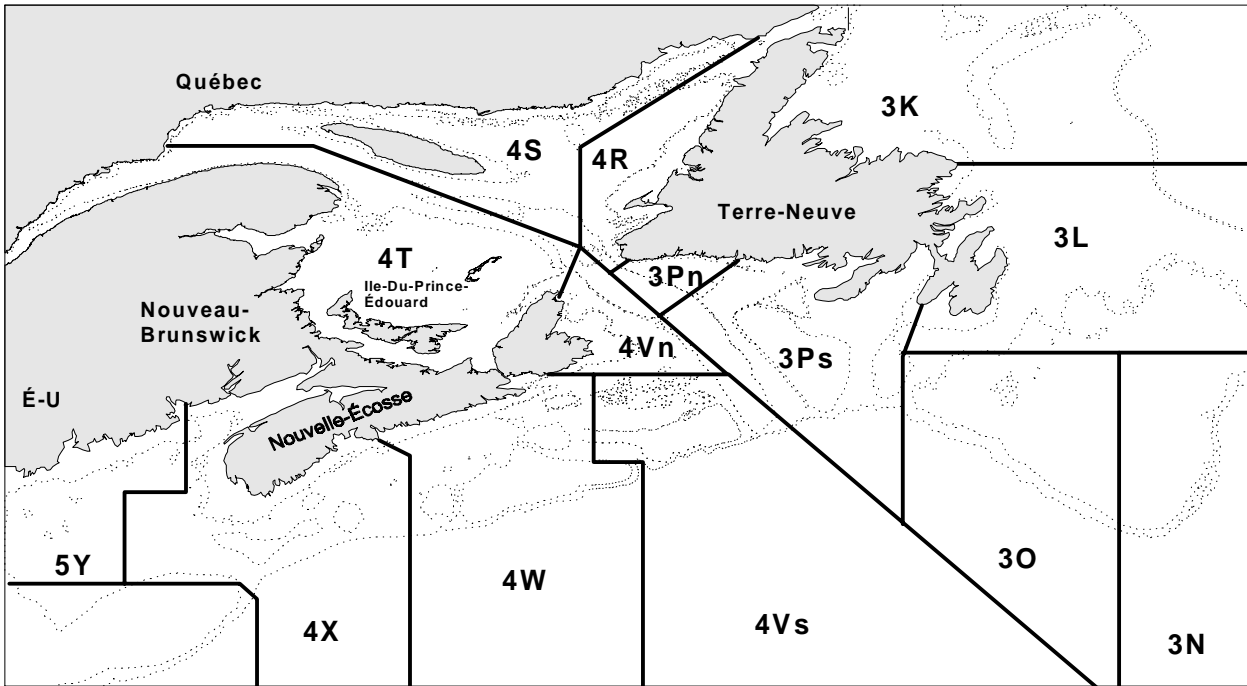 Québec
3K
4S
4R
Terre-Neuve
3L
4T
3Pn
Ile-Du-Prince-
Édouard
Nouveau-
Brunswick
4Vn
3Ps
É-U
Nouvelle-Écosse
5Y
4W
3O
4X
4Vs
3N